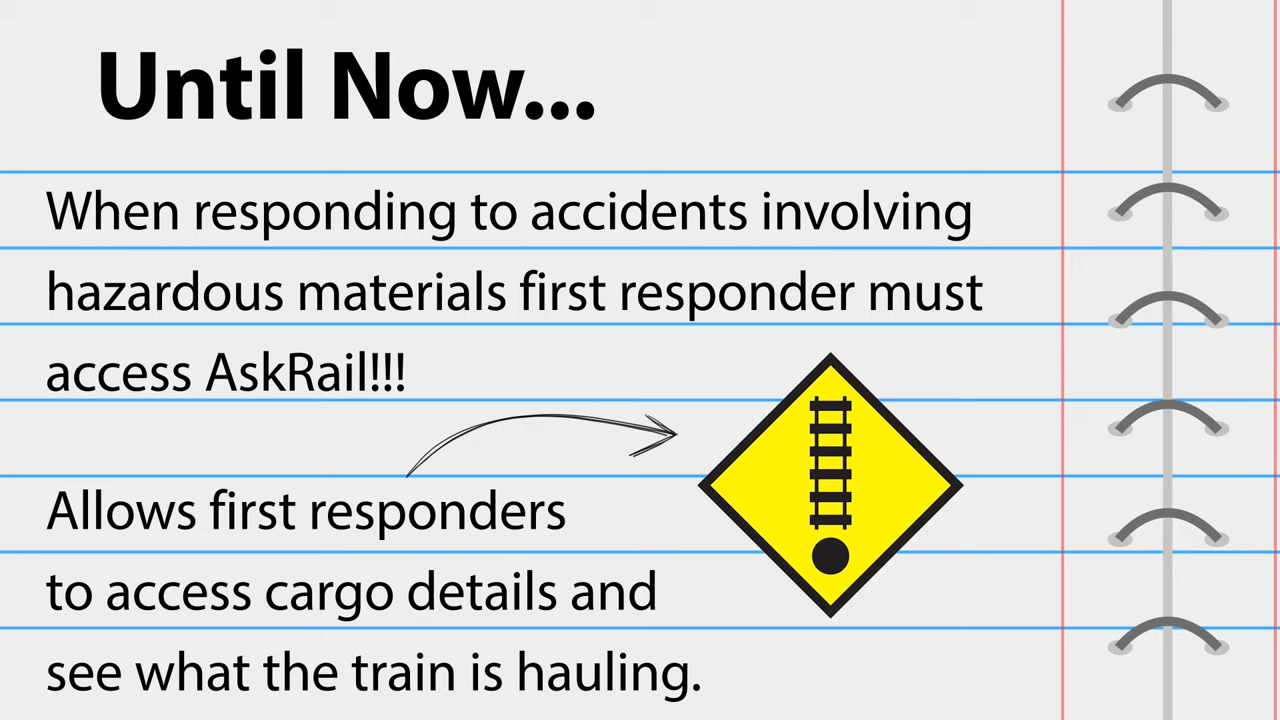 Until Now...
When responding to accidents involving
hazardous materials first responder must
access AskRail!!!
Allows first responders
to access cargo details and
see what the train is hauling.